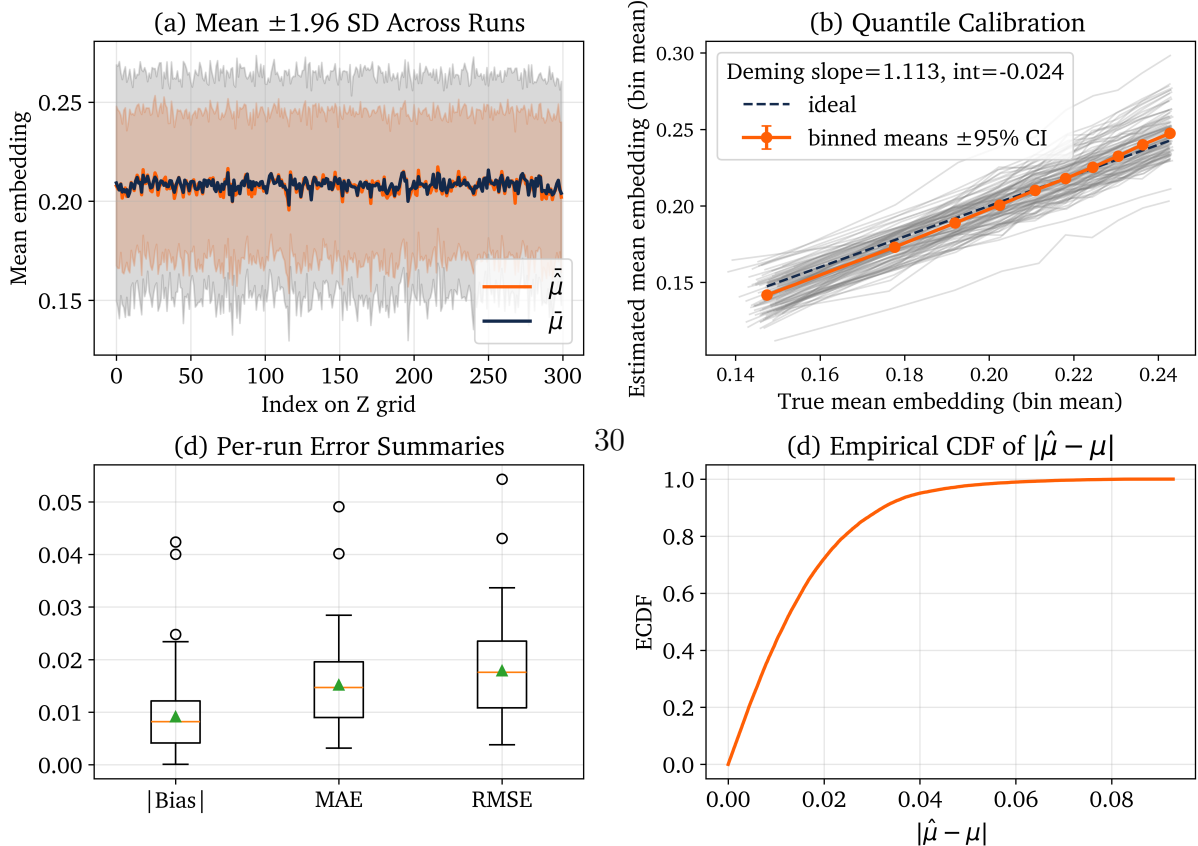 (a) Mean ±1.96 SD Across Runs
Mean embedding
0.25
0.20
0.15
0 50 100 150 200 250 300
Index on Z grid
μ̄̂
μ̄
(b) Quantile Calibration
Estimated mean embedding (bin mean)
0.30
0.25
0.20
0.15
Deming slope=1.113, int=-0.024
ideal
binned means ±95% CI
0.14 0.16 0.18 0.20 0.22 0.24
True mean embedding (bin mean)
30
(d) Per-run Error Summaries
0.05
0.04
0.03
0.02
0.01
0.00
|Bias| MAE RMSE
(d) Empirical CDF of |μ̂ − μ|
ECDF
1.0
0.8
0.6
0.4
0.2
0.0
0.00 0.02 0.04 0.06 0.08
|μ̂ − μ|